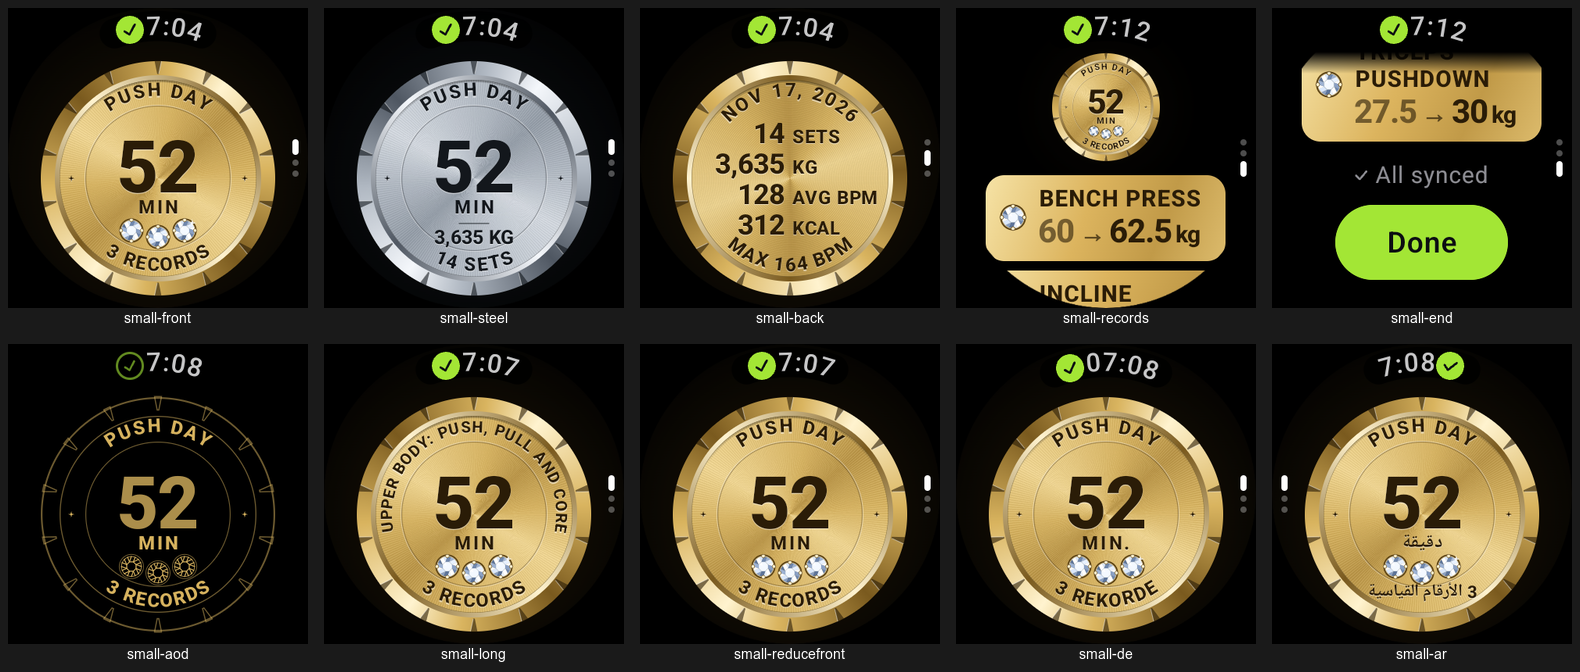 7:04
PUSH DAY
52
MIN
3 RECORDS
small-front
7:04
PUSH DAY
52
MIN
3,635 KG
14 SETS
small-steel
7:04
NOV 17, 2026
14 SETS
3,635 KG
128 AVG BPM
312 KCAL
MAX 164 BPM
small-back
7:12
PUSH DAY
52
MIN
3 RECORDS
BENCH PRESS
60 → 62.5 kg
INCLINE
small-records
7:12
TRICEPS
PUSHDOWN
27.5 → 30 kg
All synced
Done
small-end
7:08
PUSH DAY
52
MIN
3 RECORDS
small-aod
7:07
UPPER BODY: PUSH, PULL AND CORE
52
MIN
3 RECORDS
small-long
7:07
PUSH DAY
52
MIN
3 RECORDS
small-reducefront
07:08
PUSH DAY
52
MIN.
3 REKORDE
small-de
7:08
PUSH DAY
52
دقيقة
3 الأرقام القياسية
small-ar